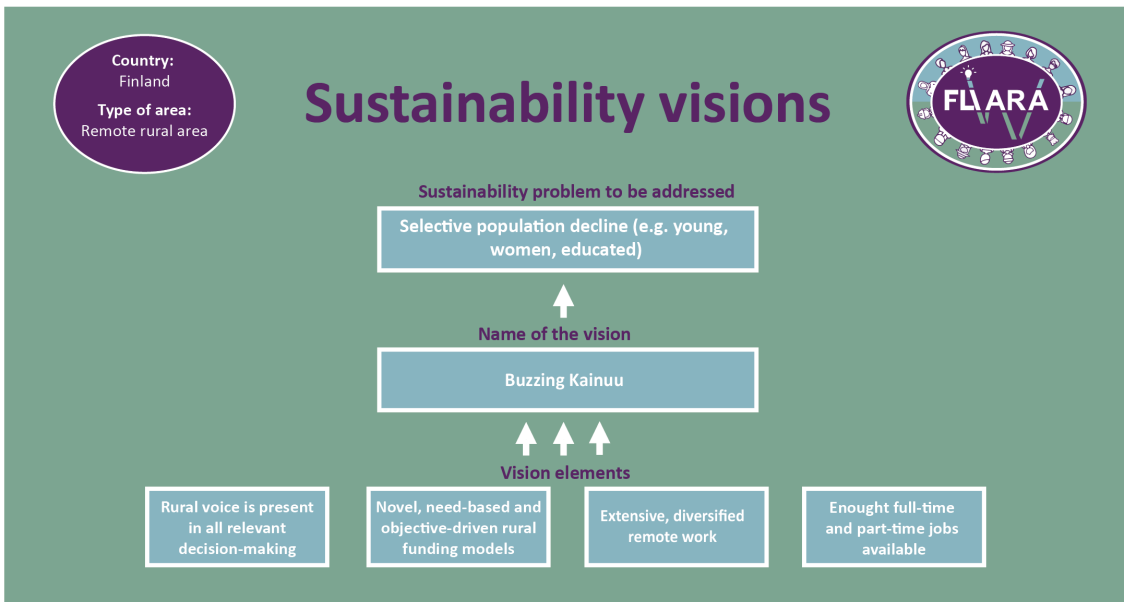 Country:
Finland
Type of area:
Remote rural area
Sustainability visions
FLIARA
Sustainability problem to be addressed
Selective population decline (e.g. young,
women, educated)
Name of the vision
Buzzing Kainuu
Vision elements
Rural voice is present
in all relevant
decision-making
Novel, need-based and
objective-driven rural
funding models
Extensive, diversified
remote work
Enought full-time
and part-time jobs
available